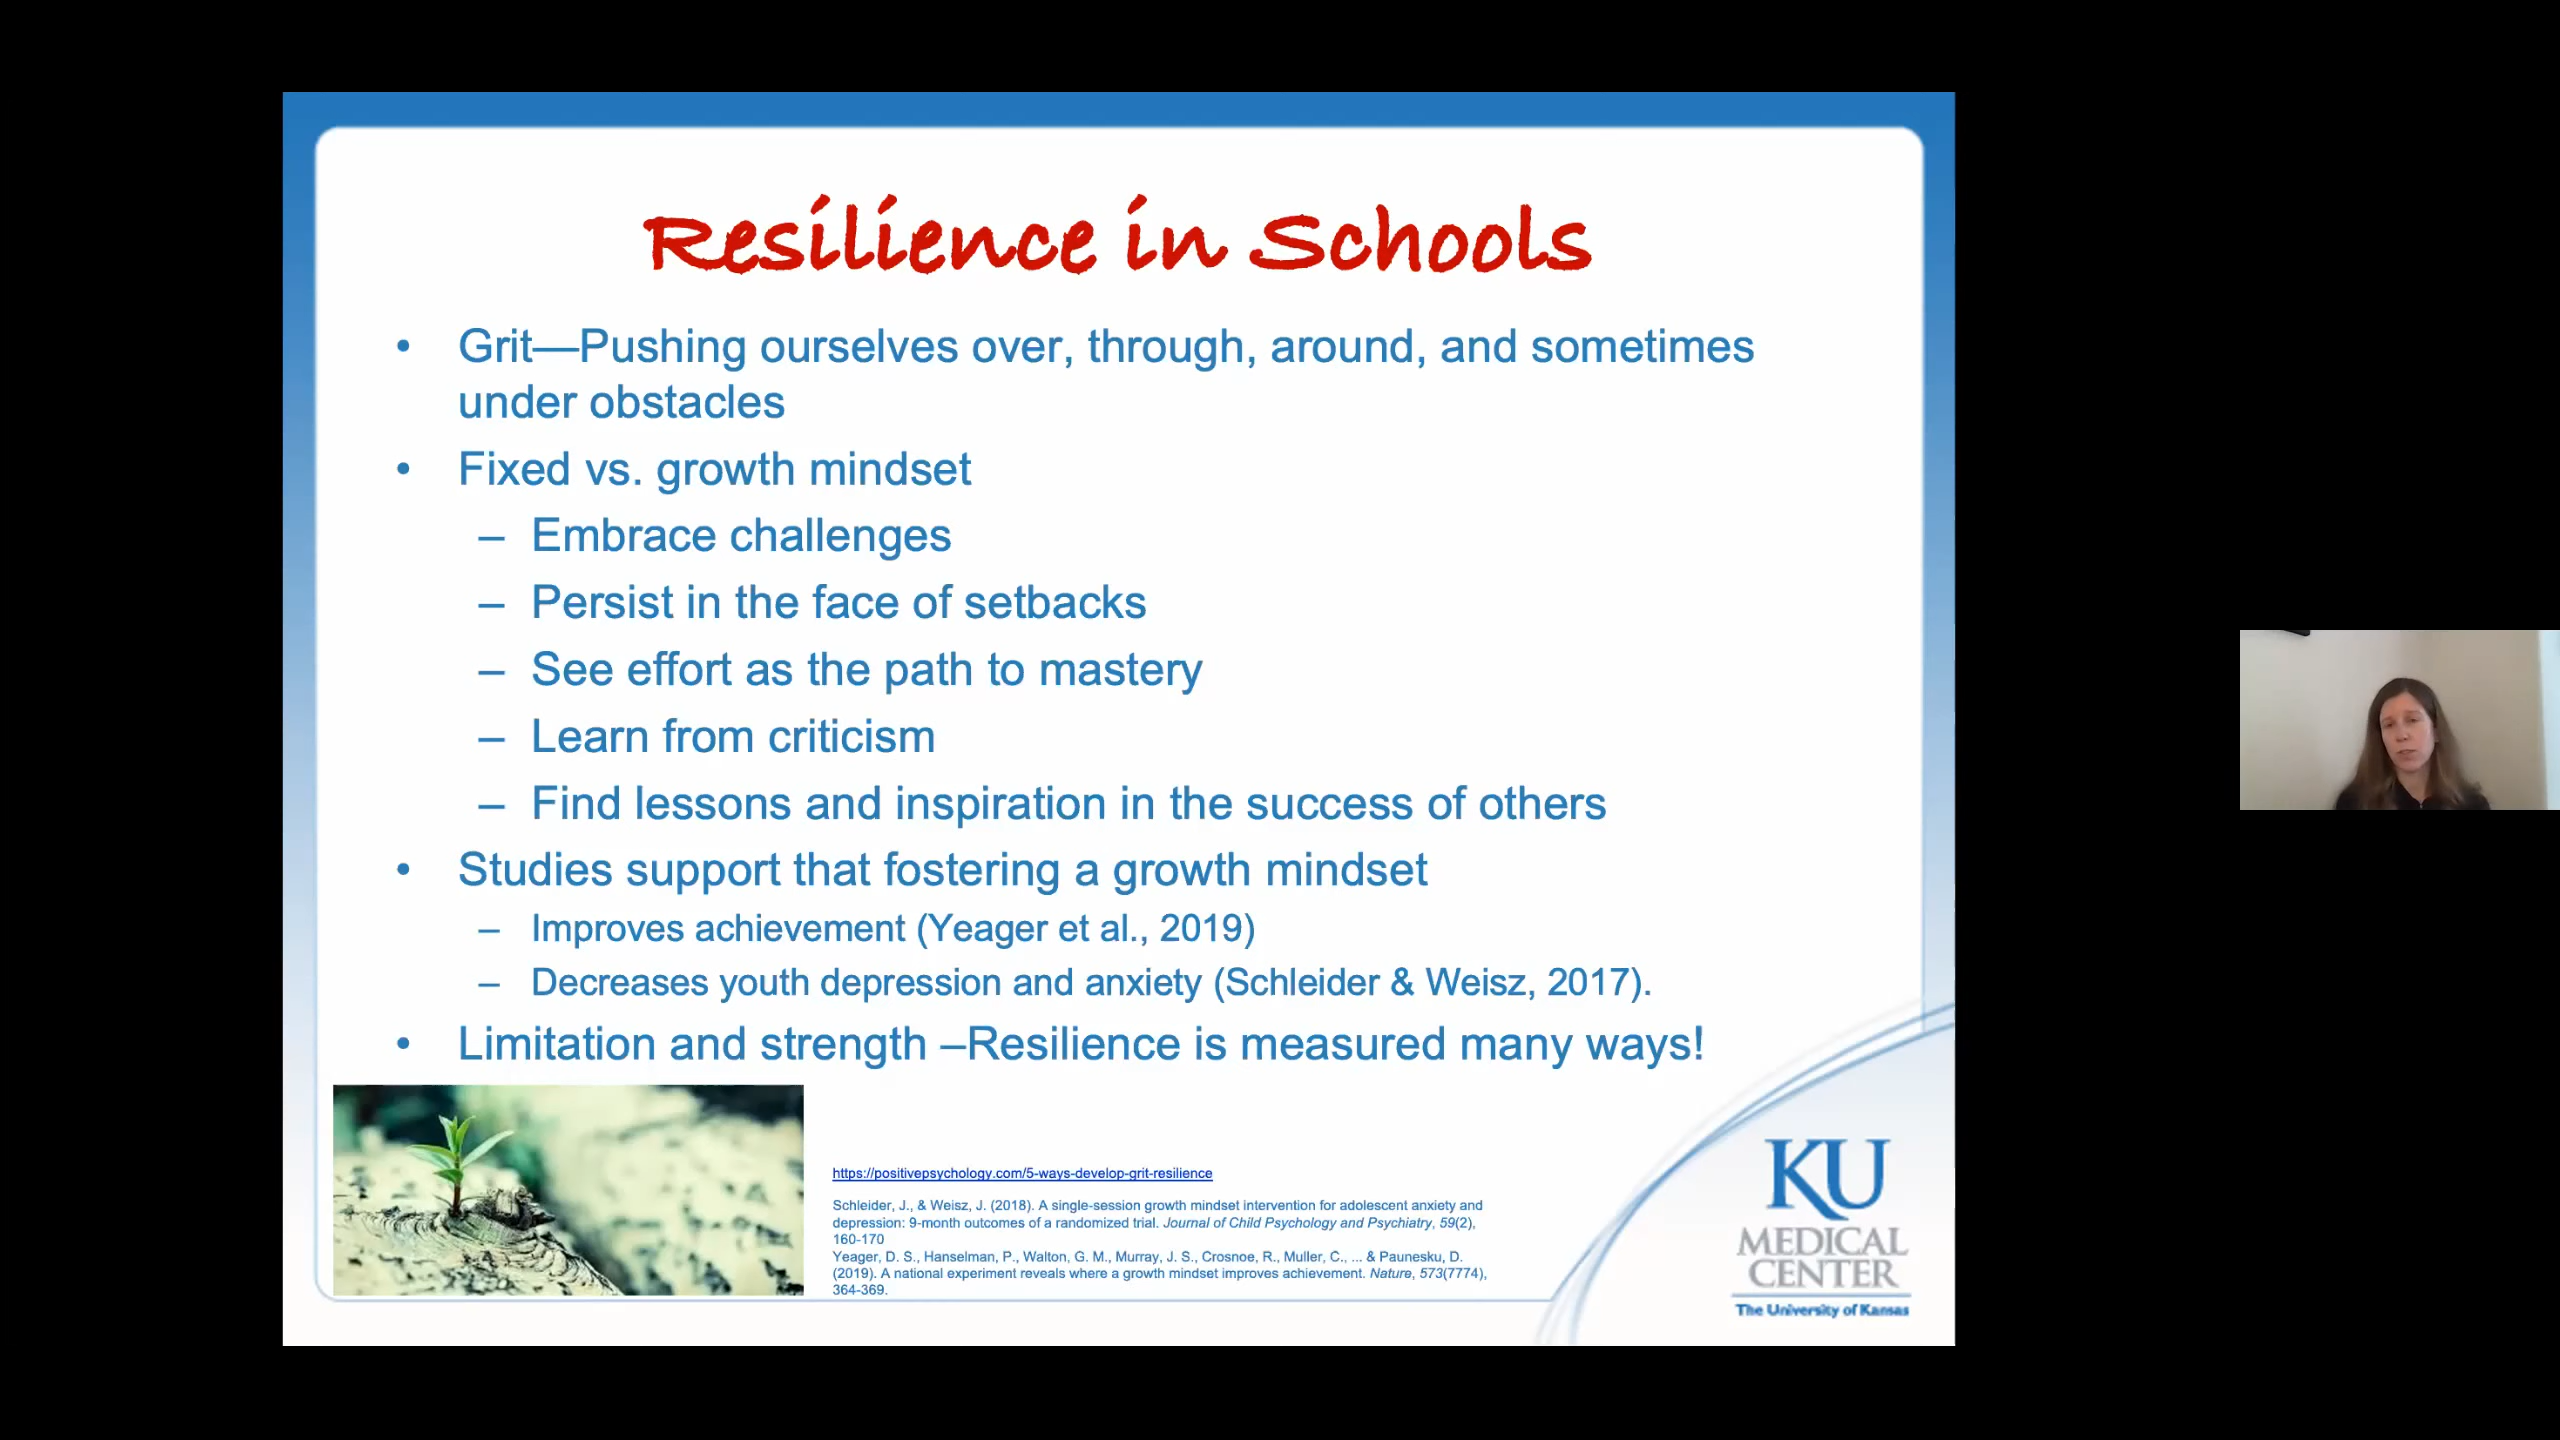 Resilience in Schools
• Grit—Pushing ourselves over, through, around, and sometimes
under obstacles
• Fixed vs. growth mindset
– Embrace challenges
– Persist in the face of setbacks
– See effort as the path to mastery
– Learn from criticism
– Find lessons and inspiration in the success of others
• Studies support that fostering a growth mindset
– Improves achievement (Yeager et al., 2019)
– Decreases youth depression and anxiety (Schleider & Weisz, 2017).
• Limitation and strength –Resilience is measured many ways!
https://positivepsychology.com/5-ways-develop-grit-resilience
Schleider, J., & Weisz, J. (2018). A single-session growth mindset intervention for adolescent anxiety and
depression: 9-month outcomes of a randomized trial. Journal of Child Psychology and Psychiatry, 59(2),
160-170
Yeager, D. S., Hanselman, P., Walton, G. M., Murray, J. S., Crosnoe, R., Muller, C., ... & Paunesku, D.
(2019). A national experiment reveals where a growth mindset improves achievement. Nature, 573(7774),
364-369.
KU
MEDICAL
CENTER
The University of Kansas